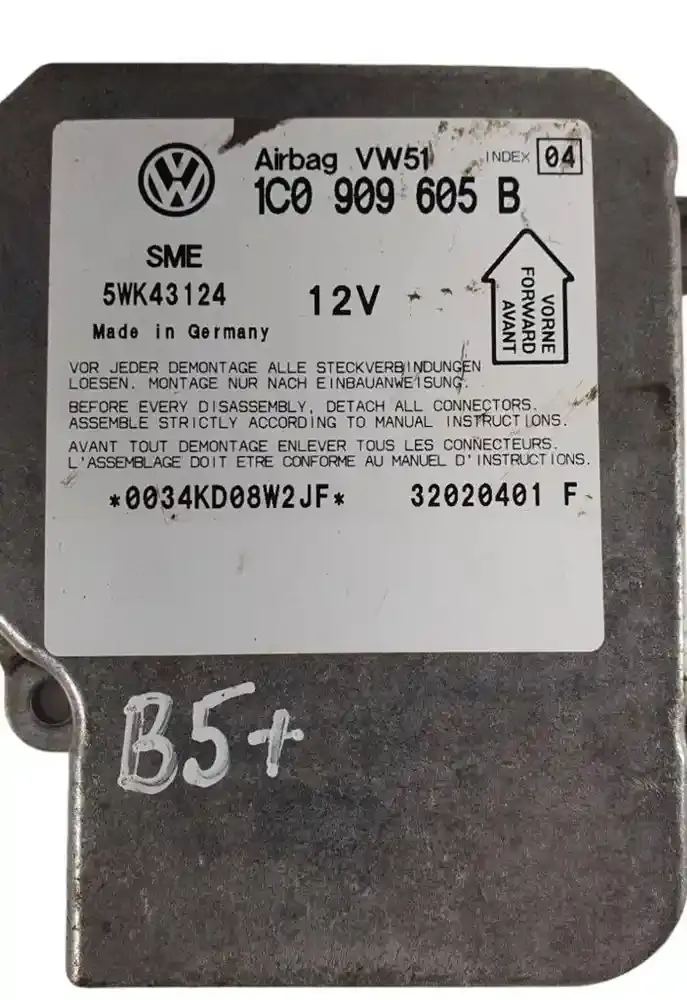 Airbag VW51 INDEX 04
1C0 909 605 B
SME
5WK43124 12V
Made in Germany
VORNE
FORWARD
AVANT
VOR JEDER DEMONTAGE ALLE STECKVERBINDUNGEN
LOESEN. MONTAGE NUR NACH EINBAUANWEISUNG.
BEFORE EVERY DISASSEMBLY, DETACH ALL CONNECTORS.
ASSEMBLE STRICTLY ACCORDING TO MANUAL INSTRUCTIONS.
AVANT TOUT DEMONTAGE ENLEVER TOUS LES CONNECTEURS.
L'ASSEMBLAGE DOIT ETRE CONFORME AU MANUEL D'INSTRUCTIONS.
*0034KD08W2JF* 32020401 F
B5+